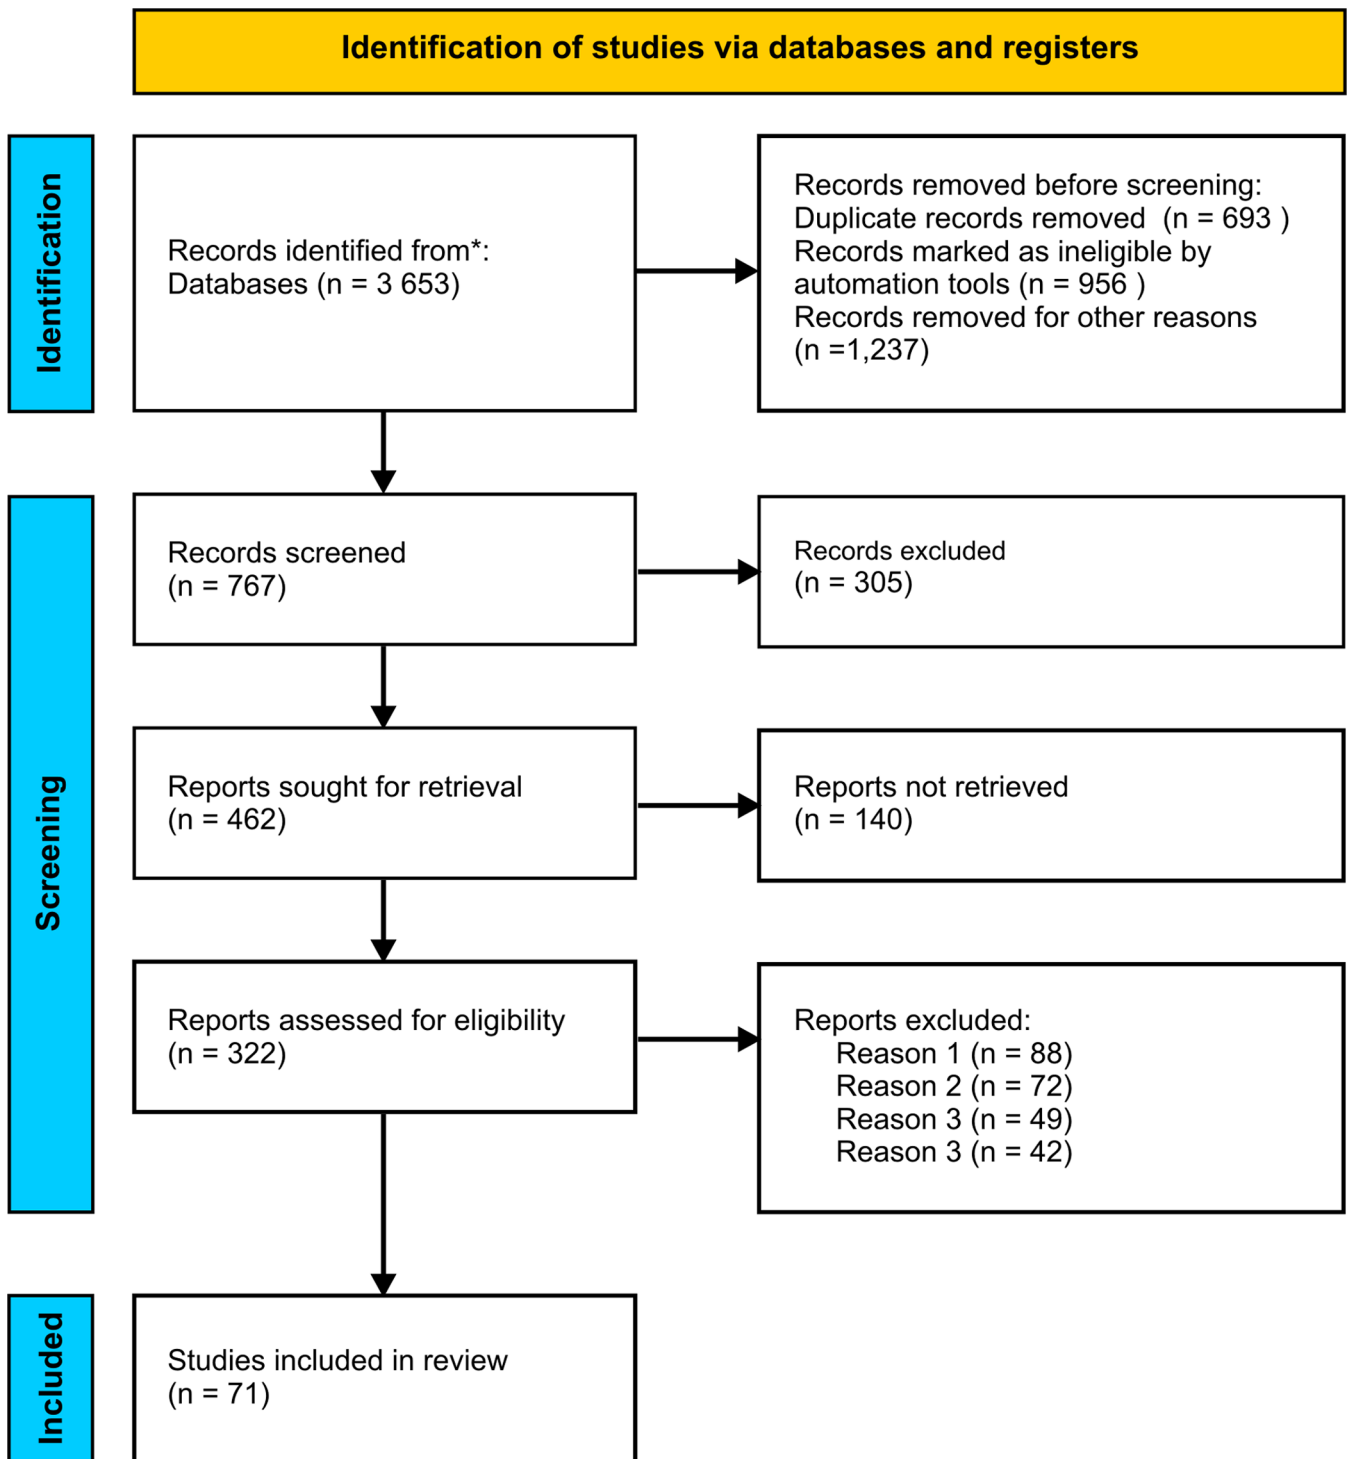 Identification of studies via databases and registers
Identification
Records identified from*:
Databases (n = 3 653)
Records removed before screening:
Duplicate records removed  (n = 693 )
Records marked as ineligible by
automation tools (n = 956 )
Records removed for other reasons
(n =1,237)
Screening
Records screened
(n = 767)
Records excluded
(n = 305)
Reports sought for retrieval
(n = 462)
Reports not retrieved
(n = 140)
Reports assessed for eligibility
(n = 322)
Reports excluded:
Reason 1 (n = 88)
Reason 2 (n = 72)
Reason 3 (n = 49)
Reason 3 (n = 42)
Included
Studies included in review
(n = 71)